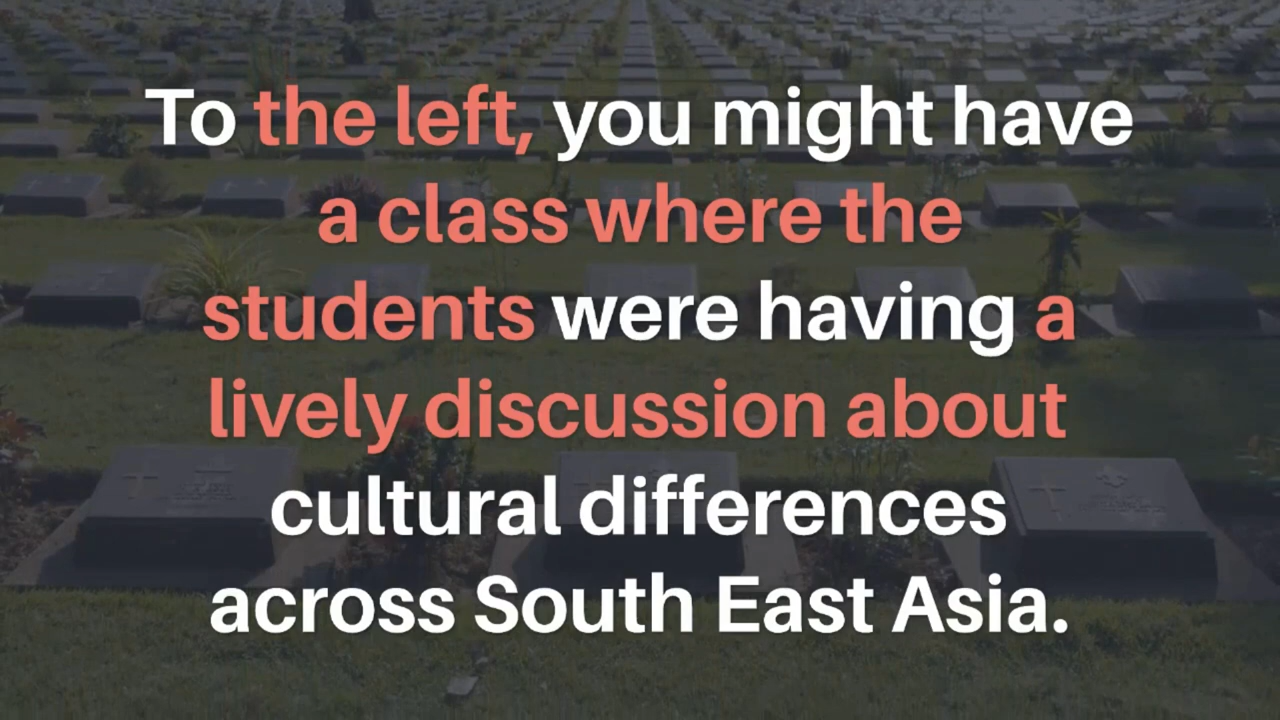 To the left, you might have
a class where the
students were having a
lively discussion about
cultural differences
across South East Asia.